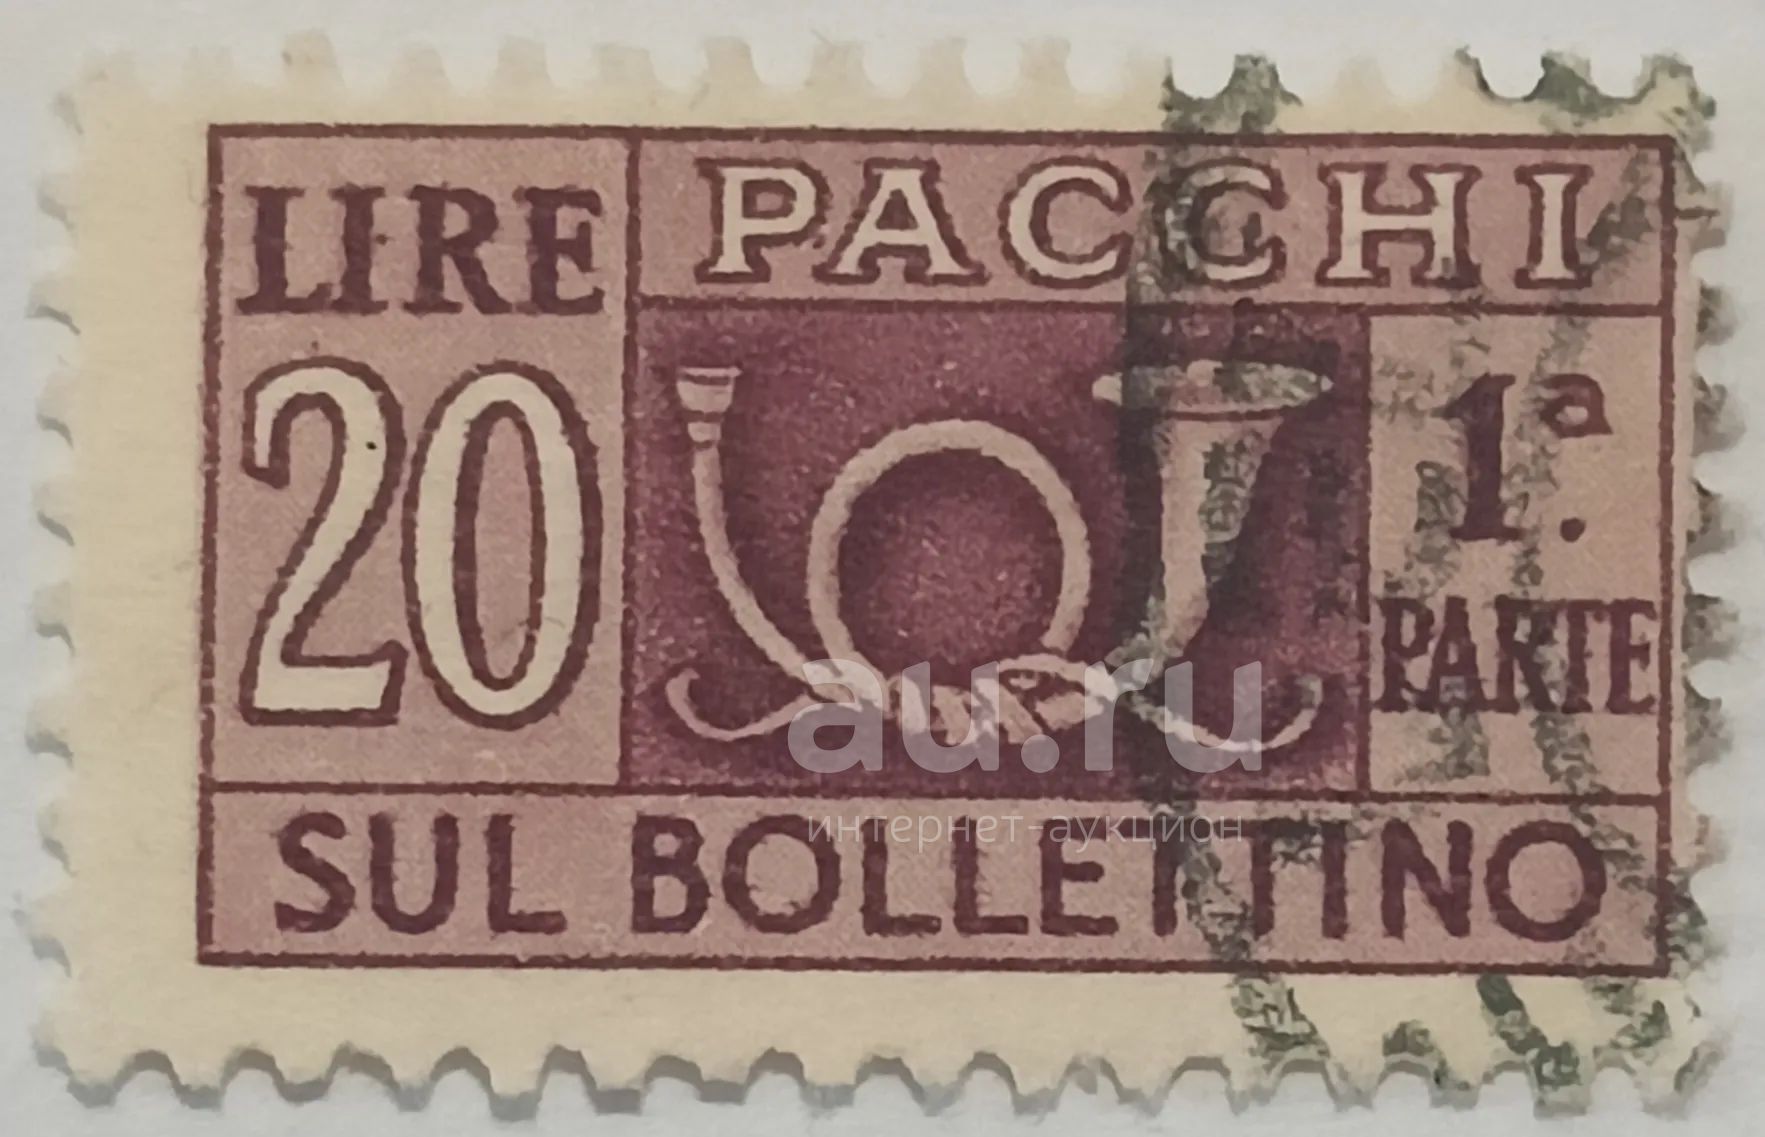 LIRE
20
PACCHI
1ª.
PARTE
SUL BOLLETTINO
au.ru
интернет-аукцион